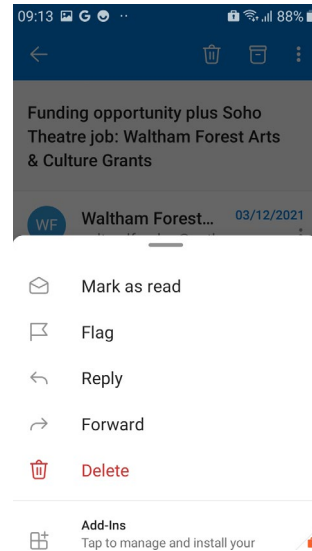 09:13 G 88%
Funding opportunity plus Soho
Theatre job: Waltham Forest Arts
& Culture Grants
WF Waltham Forest... 03/12/2021
Mark as read
Flag
Reply
Forward
Delete
Add-Ins
Tap to manage and install your